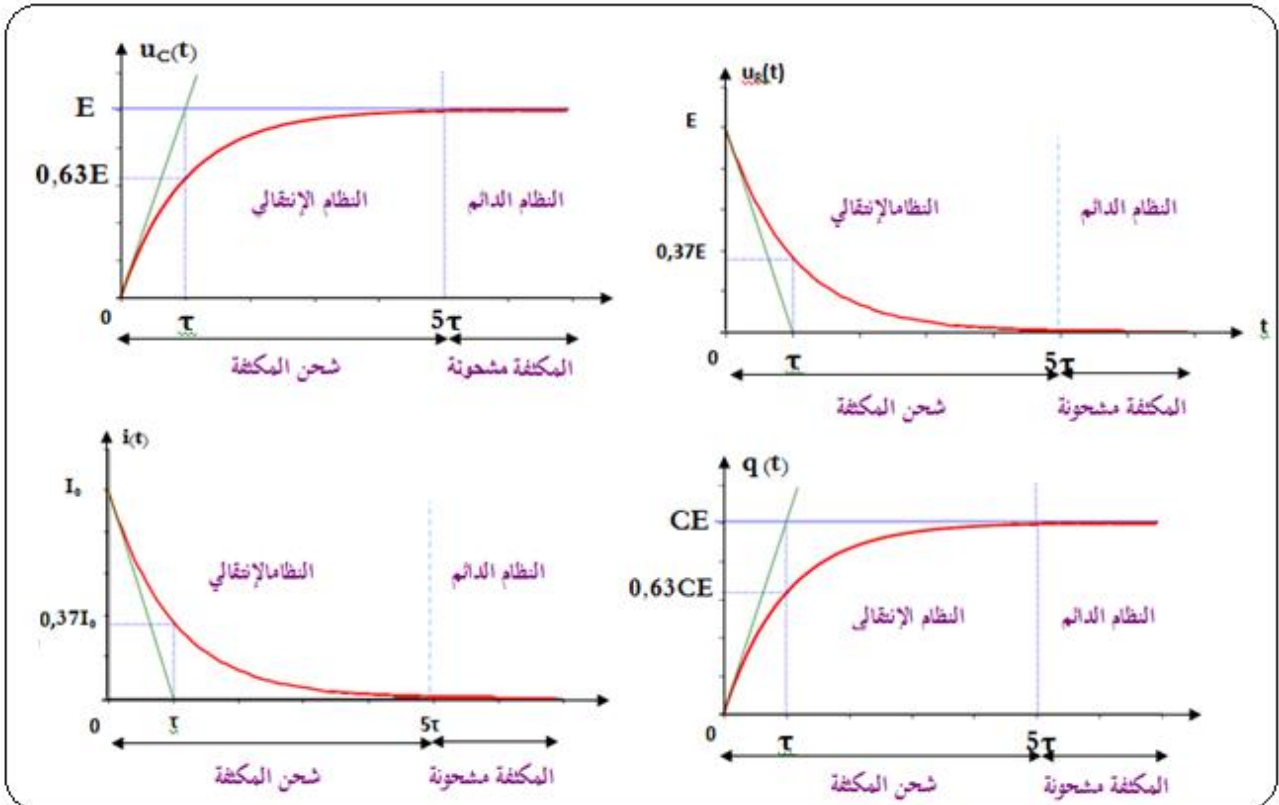 u_C(t)
E
0,63E
النظام الإنتقالي
النظام الدائم
0
τ
5τ
شحن المكثفة
المكثفة مشحونة
u_R(t)
E
0,37E
النظامالإنتقالي
النظام الدائم
t
0
τ
5τ
شحن المكثفة
المكثفة مشحونة
i(t)
I₀
0,37I₀
النظامالإنتقالي
النظام الدائم
0
τ
5τ
شحن المكثفة
المكثفة مشحونة
q (t)
CE
0,63CE
النظام الإنتقالي
النظام الدائم
0
τ
5τ
شحن المكثفة
المكثفة مشحونة